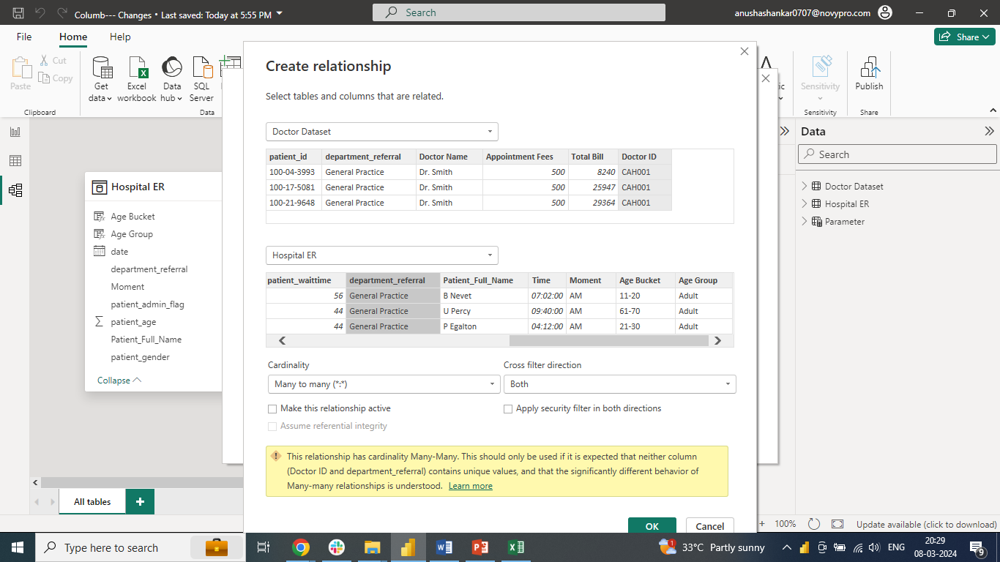 Columb--- Changes • Last saved: Today at 5:55 PM
Search
anushashankar0707@novypro.com
File
Home
Help
Share
Paste
Cut
Copy
Get data
Excel workbook
Data hub
SQL Server
Sensitivity
Publish
Clipboard
Data
Sensitivity
Share
Create relationship
Select tables and columns that are related.
Doctor Dataset
patient_id department_referral Doctor Name Appointment Fees Total Bill Doctor ID
100-04-3993 General Practice Dr. Smith 500 8240 CAH001
100-17-5081 General Practice Dr. Smith 500 25947 CAH001
100-21-9648 General Practice Dr. Smith 500 29364 CAH001
Hospital ER
patient_waittime department_referral Patient_Full_Name Time Moment Age Bucket Age Group
56 General Practice B Nevet 07:02:00 AM 11-20 Adult
44 General Practice U Percy 09:40:00 AM 61-70 Adult
44 General Practice P Egalton 04:12:00 AM 21-30 Adult
Cardinality
Cross filter direction
Many to many (*:*)
Both
Make this relationship active
Apply security filter in both directions
Assume referential integrity
This relationship has cardinality Many-Many. This should only be used if it is expected that neither column
(Doctor ID and department_referral) contains unique values, and that the significantly different behavior of
Many-many relationships is understood. Learn more
OK
Cancel
Hospital ER
Age Bucket
Age Group
date
department_referral
Moment
patient_admin_flag
patient_age
Patient_Full_Name
patient_gender
Collapse
Data
Search
Doctor Dataset
Hospital ER
Parameter
All tables
100%
Update available (click to download)
Type here to search
33°C Partly sunny
ENG
20:29
08-03-2024
1
9